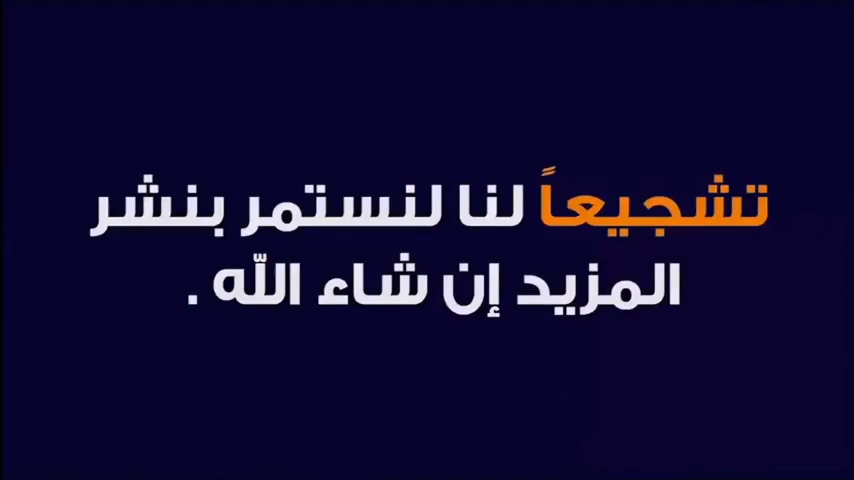 تشجيعاً لنا لنستمر بنشر
المزيد إن شاء الله .